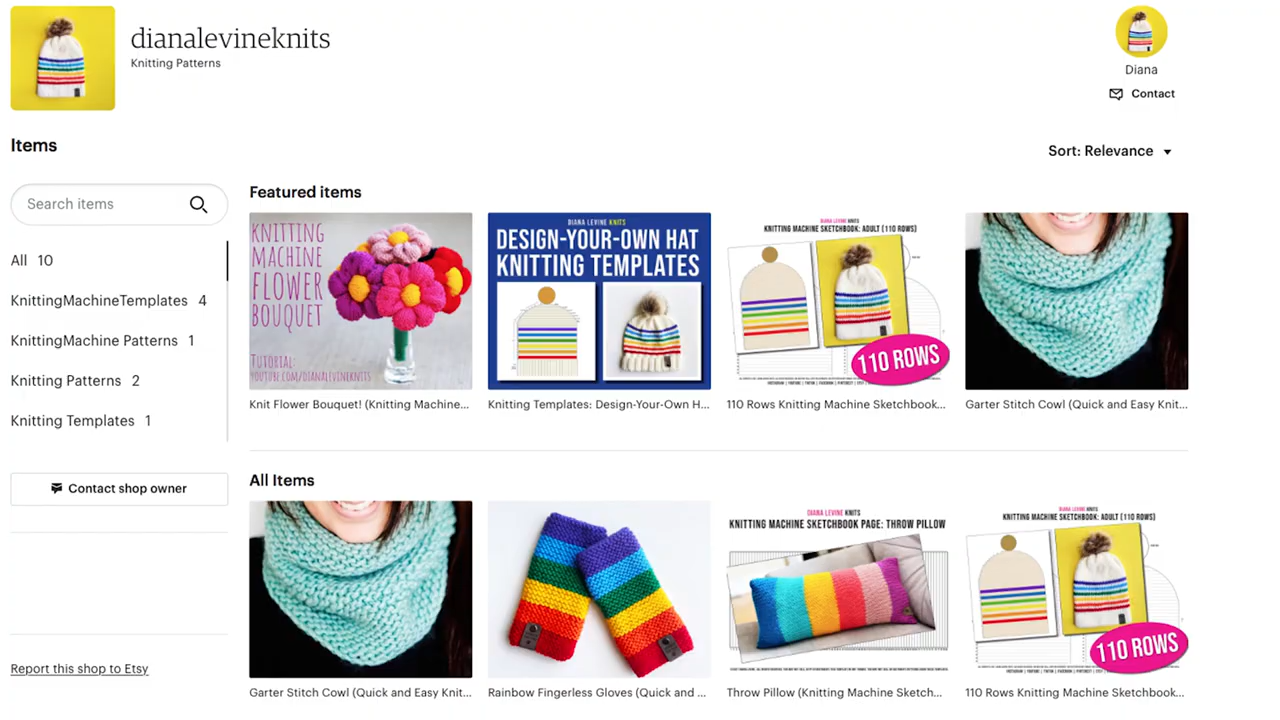 dianalevineknits
Knitting Patterns
Diana
Contact
Items
Sort: Relevance
Search items
All 10
KnittingMachineTemplates 4
KnittingMachine Patterns 1
Knitting Patterns 2
Knitting Templates 1
Contact shop owner
Report this shop to Etsy
Featured items
KNITTING
MACHINE
FLOWER
BOUQUET
TUTORIAL:
YOUTUBE.COM/DIANALEVINEKNITS
Knit Flower Bouquet! (Knitting Machine...
DIANA LEVINE KNITS
DESIGN-YOUR-OWN HAT
KNITTING TEMPLATES
Knitting Templates: Design-Your-Own H...
DIANA LEVINE KNITS
KNITTING MACHINE SKETCHBOOK: ADULT (110 ROWS)
110 ROWS
110 Rows Knitting Machine Sketchbook...
Garter Stitch Cowl (Quick and Easy Knit...
All Items
Garter Stitch Cowl (Quick and Easy Knit...
Rainbow Fingerless Gloves (Quick and ...
DIANA LEVINE KNITS
KNITTING MACHINE SKETCHBOOK PAGE: THROW PILLOW
Throw Pillow (Knitting Machine Sketch...
DIANA LEVINE KNITS
KNITTING MACHINE SKETCHBOOK: ADULT (110 ROWS)
110 ROWS
110 Rows Knitting Machine Sketchbook...